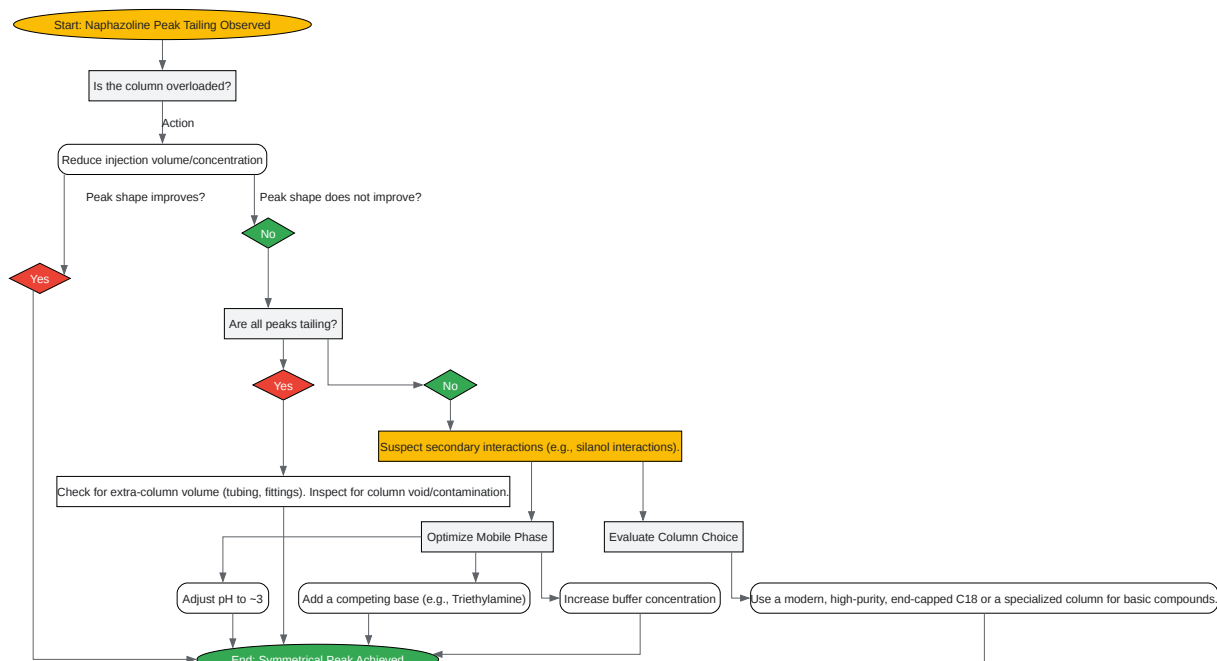 Start: Naphazoline Peak Tailing Observed
Is the column overloaded?
Action
Reduce injection volume/concentration
Peak shape improves?
Peak shape does not improve?
No
Yes
Are all peaks tailing?
Yes
No
Suspect secondary interactions (e.g., silanol interactions).
Check for extra-column volume (tubing, fittings). Inspect for column void/contamination.
Optimize Mobile Phase
Evaluate Column Choice
Adjust pH to ~3
Add a competing base (e.g., Triethylamine)
Increase buffer concentration
Use a modern, high-purity, end-capped C18 or a specialized column for basic compounds.
End: Symmetrical Peak Achieved